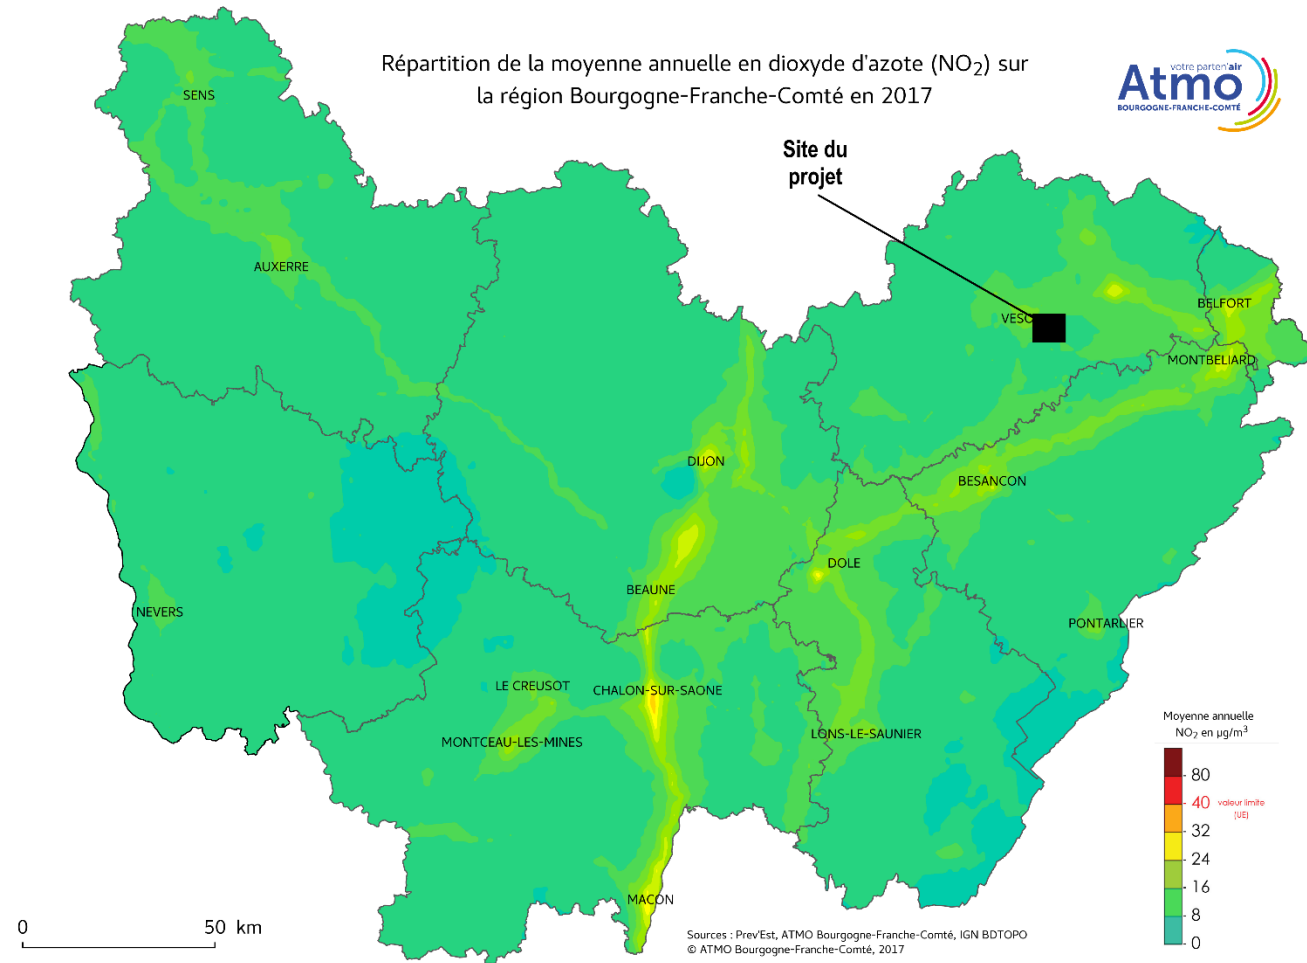 Répartition de la moyenne annuelle en dioxyde d'azote (NO₂) sur
la région Bourgogne-Franche-Comté en 2017
votre parten'air
Atmo
BOURGOGNE-FRANCHE-COMTÉ
Site du
projet
SENS
AUXERRE
VESO
BELFORT
MONTBELIARD
DIJON
BESANCON
DOLE
BEAUNE
NEVERS
PONTARLIER
LE CREUSOT
CHALON-SUR-SAONE
MONTCEAU-LES-MINES
LONS-LE-SAUNIER
MACON
Moyenne annuelle
NO₂ en µg/m³
80
40 valeur limite
(UE)
32
24
16
8
0
0 50 km
Sources : Prev'Est, ATMO Bourgogne-Franche-Comté, IGN BDTOPO
© ATMO Bourgogne-Franche-Comté, 2017